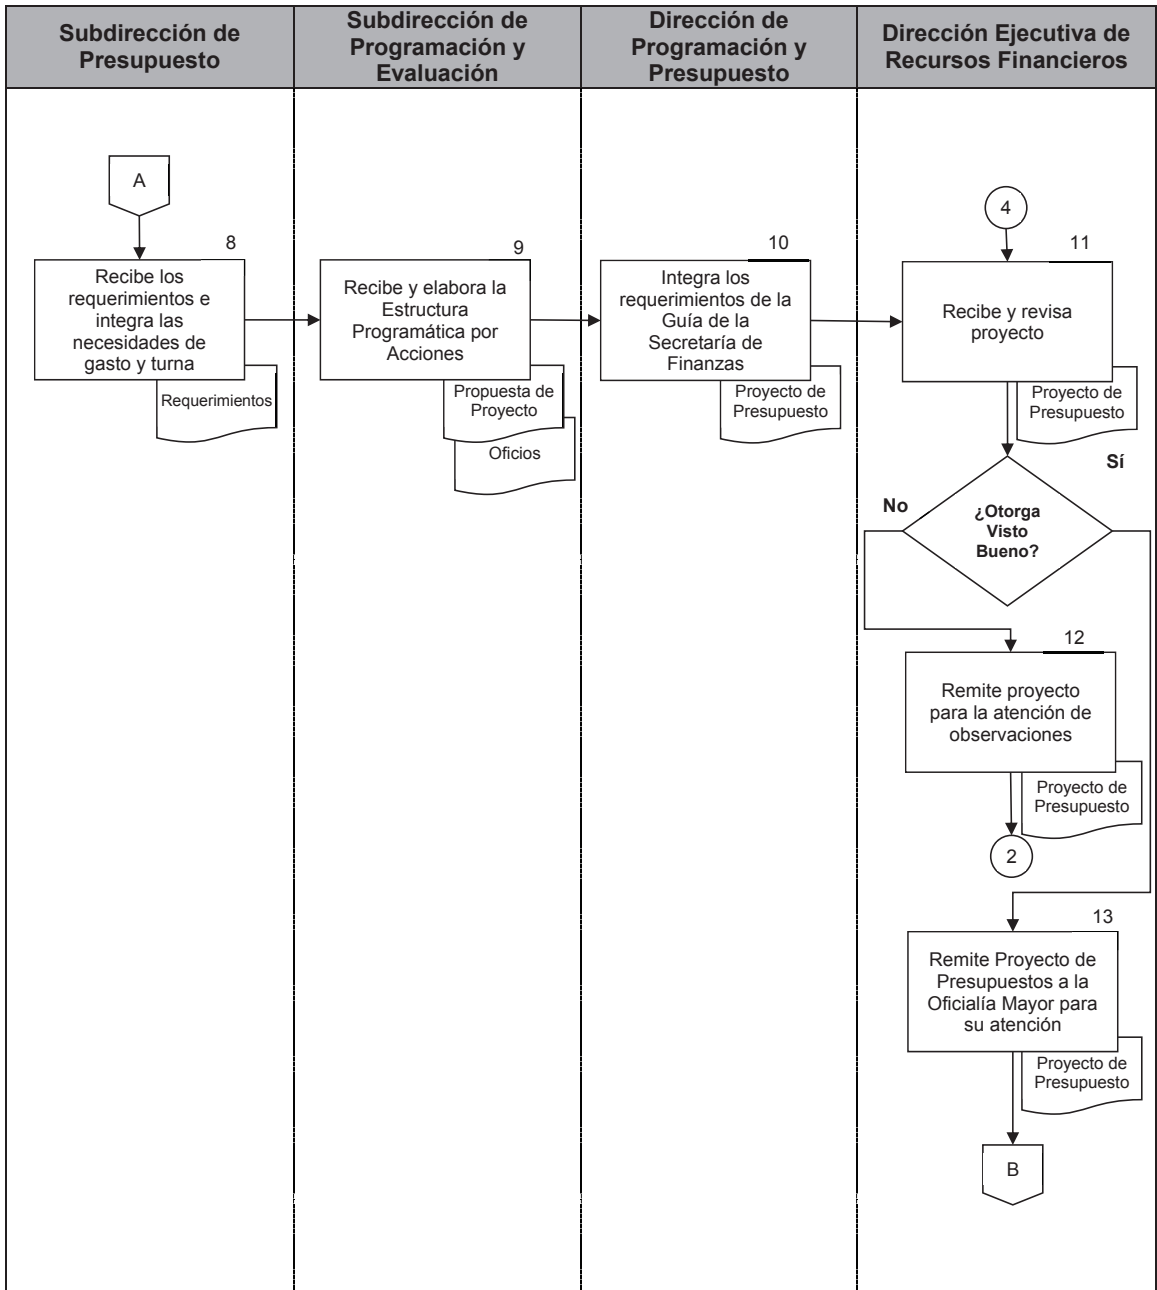 Subdirección de
Presupuesto
Subdirección de
Programación y
Evaluación
Dirección de
Programación y
Presupuesto
Dirección Ejecutiva de
Recursos Financieros
A
8
Recibe los
requerimientos e
integra las
necesidades de
gasto y turna
Requerimientos
9
Recibe y elabora la
Estructura
Programática por
Acciones
Propuesta de
Proyecto
Oficios
10
Integra los
requerimientos de la
Guía de la
Secretaría de
Finanzas
Proyecto de
Presupuesto
4
11
Recibe y revisa
proyecto
Proyecto de
Presupuesto
Sí
No
¿Otorga
Visto
Bueno?
12
Remite proyecto
para la atención de
observaciones
Proyecto de
Presupuesto
2
13
Remite Proyecto de
Presupuestos a la
Oficialía Mayor para
su atención
Proyecto de
Presupuesto
B